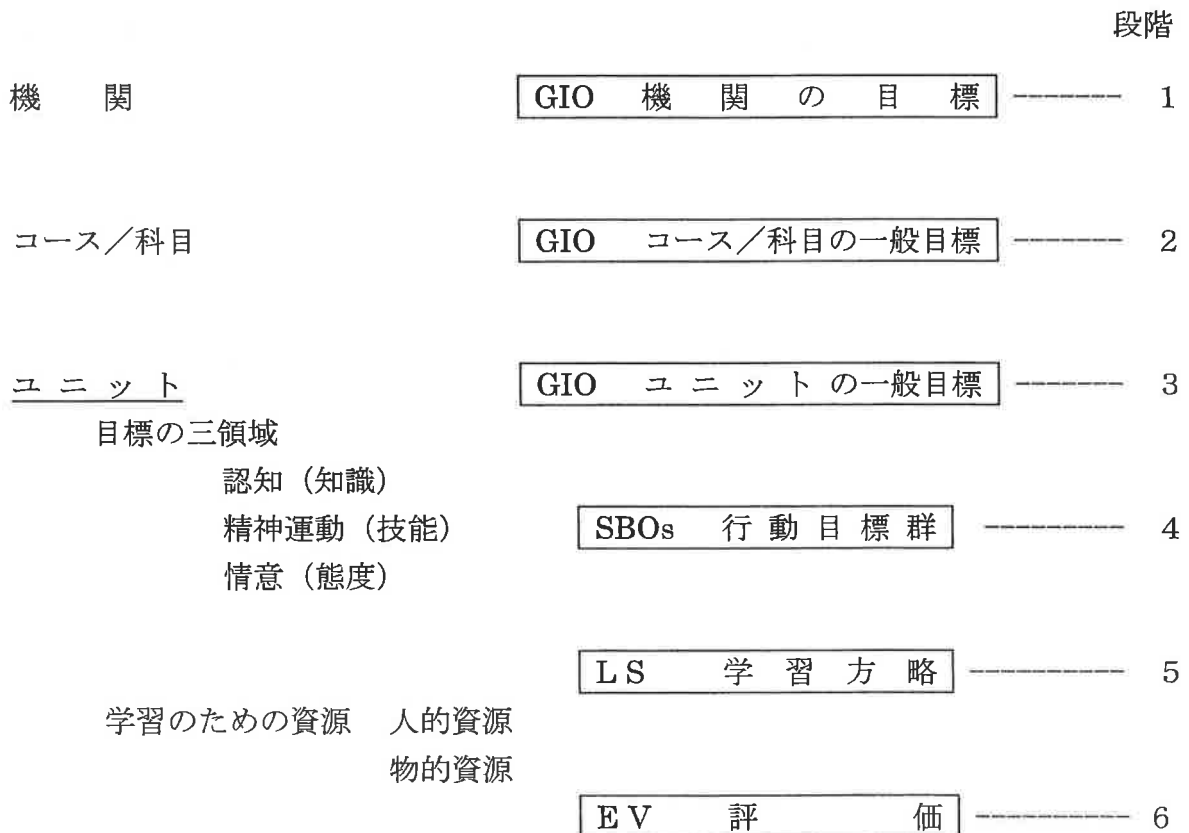 段階
機 関 GIO 機 関 の 目 標 -------- 1
コース／科目 GIO コース／科目の一般目標 -------- 2
ユ ニ ッ ト GIO ユ ニ ッ ト の一般目標 -------- 3
目標の三領域
認知（知識）
精神運動（技能） SBOs 行 動 目 標 群 -------- 4
情意（態度）
L S 学 習 方 略 ---------- 5
学習のための資源 人的資源
物的資源
E V 評 価 ---------- 6